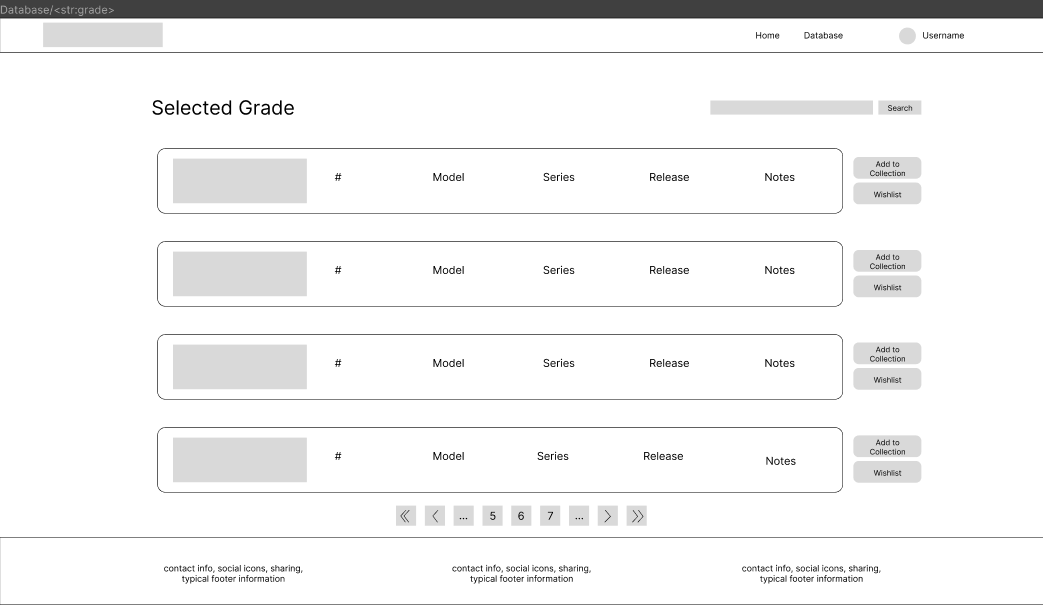 Database/<str:grade>
Home Database Username
Selected Grade
Search
# Model Series Release Notes
Add to
Collection
Wishlist
# Model Series Release Notes
Add to
Collection
Wishlist
# Model Series Release Notes
Add to
Collection
Wishlist
# Model Series Release Notes
Add to
Collection
Wishlist
... 5 6 7 ...
contact info, social icons, sharing,
typical footer information
contact info, social icons, sharing,
typical footer information
contact info, social icons, sharing,
typical footer information